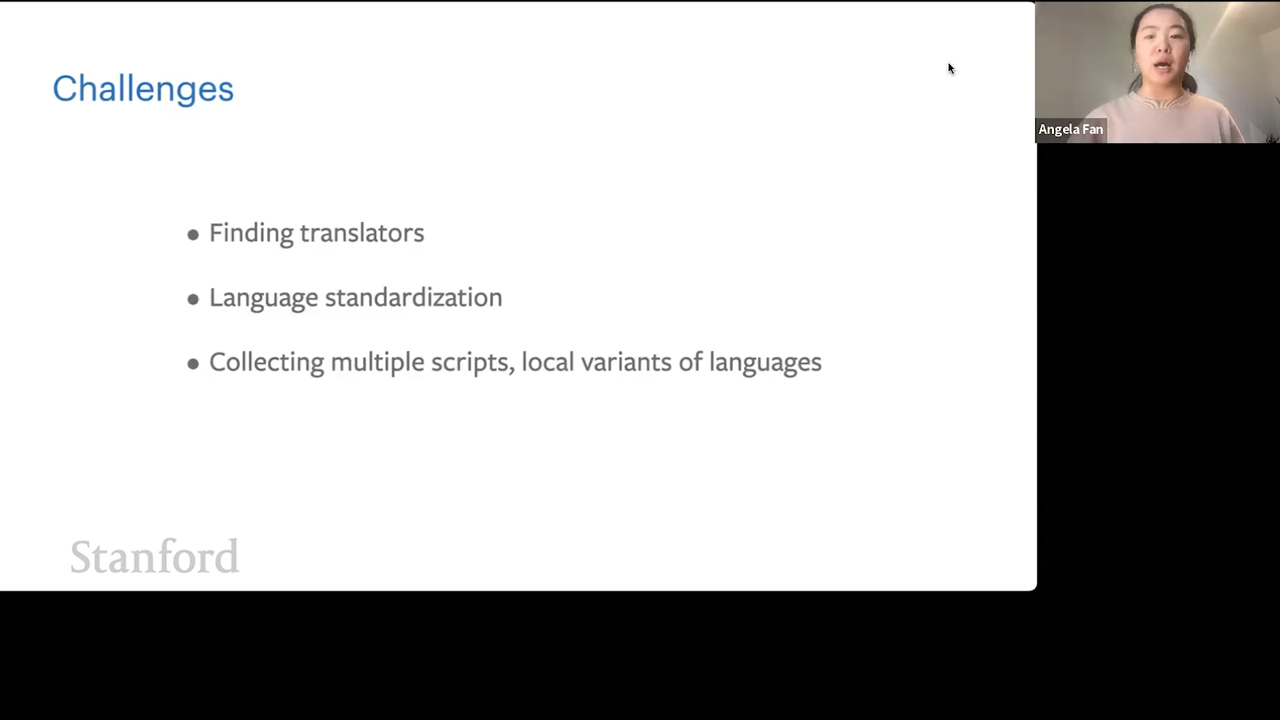 Challenges
Angela Fan
● Finding translators
● Language standardization
● Collecting multiple scripts, local variants of languages
Stanford